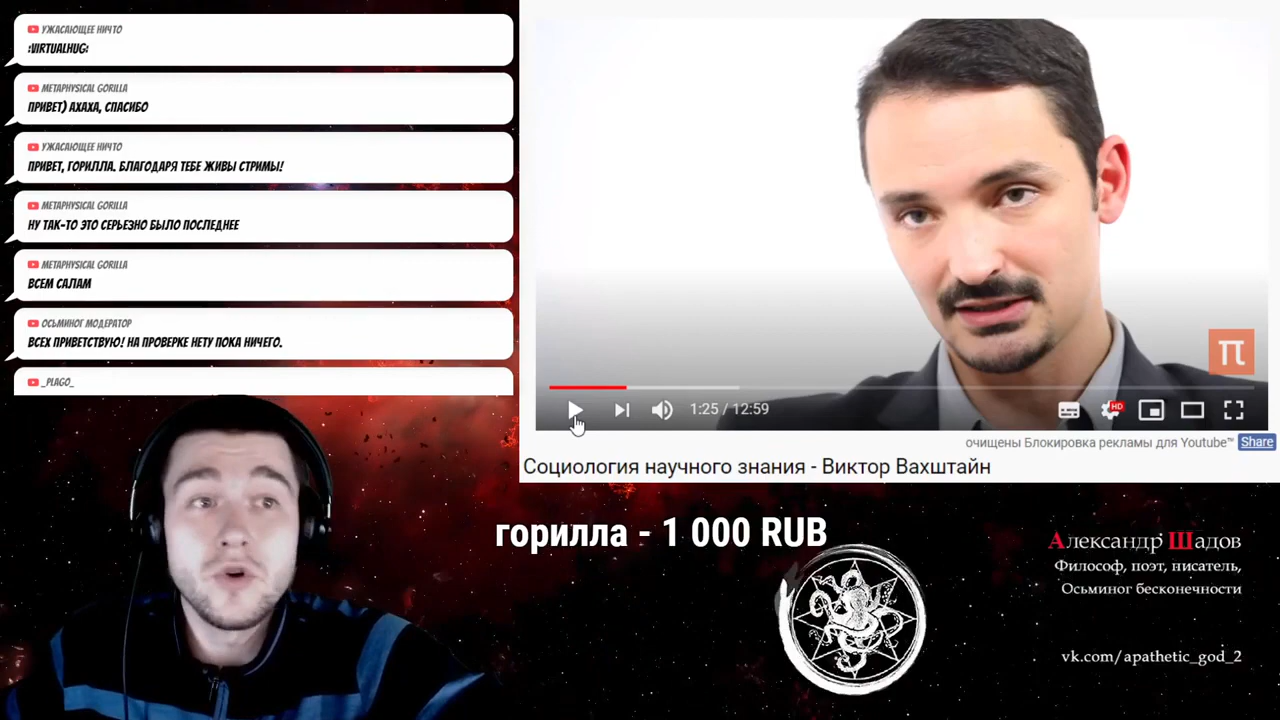 УЖАСАЮЩЕЕ НИЧТО
:VIRTUALHUG:
METAPHYSICAL GORILLA
ПРИВЕТ) АХАХА, СПАСИБО
УЖАСАЮЩЕЕ НИЧТО
ПРИВЕТ, ГОРИЛЛА. БЛАГОДАРЯ ТЕБЕ ЖИВЫ СТРИМЫ!
METAPHYSICAL GORILLA
НУ ТАК-ТО ЭТО СЕРЬЕЗНО БЫЛО ПОСЛЕДНЕЕ
METAPHYSICAL GORILLA
ВСЕМ САЛАМ
ОСЬМИНОГ МОДЕРАТОР
ВСЕХ ПРИВЕТСТВУЮ! НА ПРОВЕРКЕ НЕТУ ПОКА НИЧЕГО.
_PLAGO_
π
1:25 / 12:59
HD
очищены Блокировка рекламы для Youtube™ Share
Социология научного знания - Виктор Вахштайн
горилла - 1 000 RUB
Александр Шадов
Философ, поэт, писатель,
Осьминог бесконечности
vk.com/apathetic_god_2